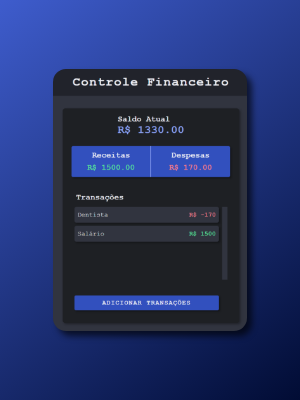 Controle Financeiro
Saldo Atual
R$ 1330.00
Receitas Despesas
R$ 1500.00 R$ 170.00
Transações
Dentista R$ -170
Salário R$ 1500
ADICIONAR TRANSAÇÕES